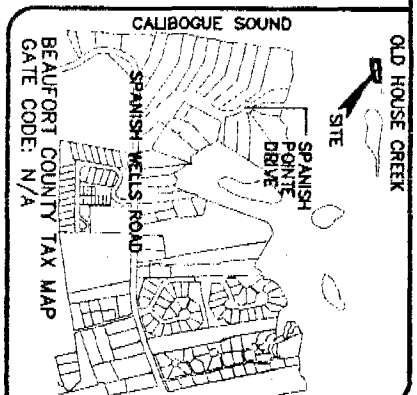 CALIBOGUE SOUND
OLD HOUSE CREEK
SITE
SPANISH
POINTE
DRIVE
SPANISH WELLS ROAD
BEAUFORT COUNTY TAX MAP
GATE CODE: N/A